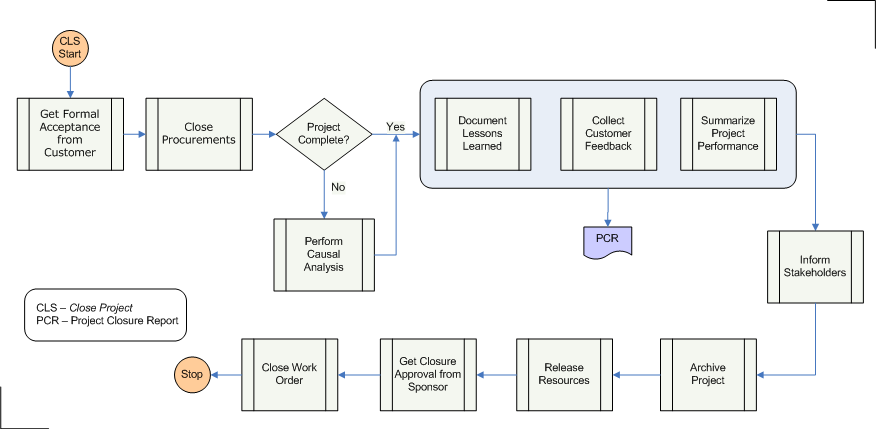 CLS
Start
Get Formal
Acceptance
from
Customer
Close
Procurements
Project
Complete?
Yes
No
Perform
Causal
Analysis
Document
Lessons
Learned
Collect
Customer
Feedback
Summarize
Project
Performance
PCR
Inform
Stakeholders
Archive
Project
Release
Resources
Get Closure
Approval from
Sponsor
Close Work
Order
Stop
CLS – Close Project
PCR – Project Closure Report